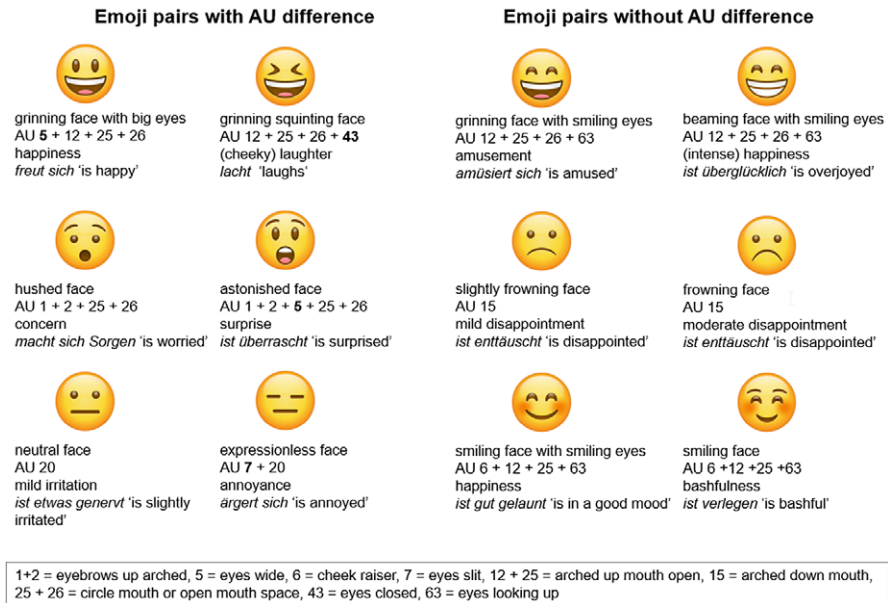 Emoji pairs with AU difference
Emoji pairs without AU difference
grinning face with big eyes
AU 5 + 12 + 25 + 26
happiness
freut sich 'is happy'
grinning squinting face
AU 12 + 25 + 26 + 43
(cheeky) laughter
lacht 'laughs'
grinning face with smiling eyes
AU 12 + 25 + 26 + 63
amusement
amüsiert sich 'is amused'
beaming face with smiling eyes
AU 12 + 25 + 26 + 63
(intense) happiness
ist überglücklich 'is overjoyed'
hushed face
AU 1 + 2 + 25 + 26
concern
macht sich Sorgen 'is worried'
astonished face
AU 1 + 2 + 5 + 25 + 26
surprise
ist überrascht 'is surprised'
slightly frowning face
AU 15
mild disappointment
ist enttäuscht 'is disappointed'
frowning face
AU 15
moderate disappointment
ist enttäuscht 'is disappointed'
neutral face
AU 20
mild irritation
ist etwas genervt 'is slightly
irritated'
expressionless face
AU 7 + 20
annoyance
ärgert sich 'is annoyed'
smiling face with smiling eyes
AU 6 + 12 + 25 + 63
happiness
ist gut gelaunt 'is in a good mood'
smiling face
AU 6 +12 +25 +63
bashfulness
ist verlegen 'is bashful'
1+2 = eyebrows up arched, 5 = eyes wide, 6 = cheek raiser, 7 = eyes slit, 12 + 25 = arched up mouth open, 15 = arched down mouth,
25 + 26 = circle mouth or open mouth space, 43 = eyes closed, 63 = eyes looking up